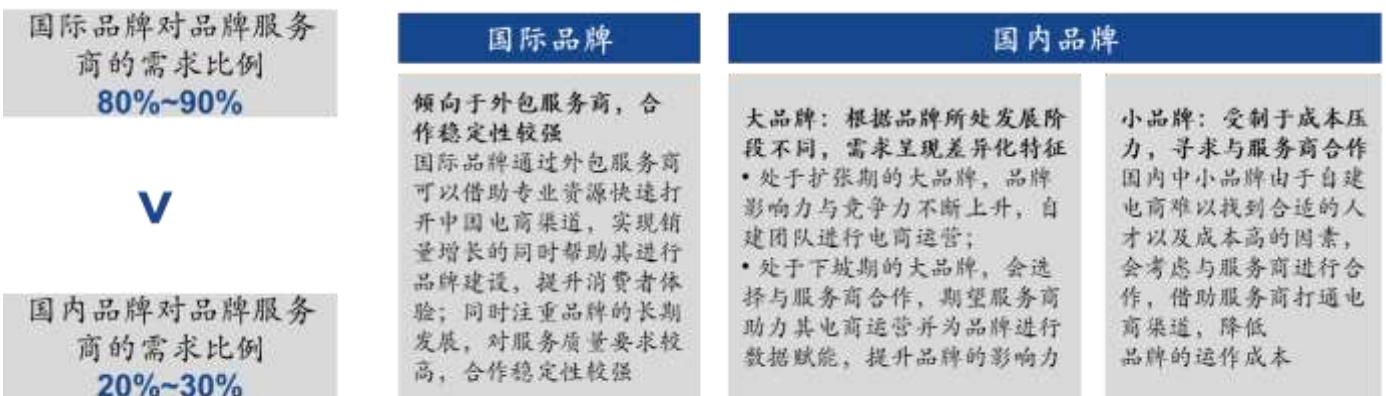 国际品牌对品牌服务
商的需求比例
80%~90%
V
国内品牌对品牌服务
商的需求比例
20%~30%
国际品牌
倾向于外包服务商，合
作稳定性较强
国际品牌通过外包服务商
可以借助专业资源快速打
开中国电商渠道，实现销
量增长的同时帮助其进行
品牌建设，提升消费者体
验；同时注重品牌的长期
发展，对服务质量要求较
高，合作稳定性较强
国内品牌
大品牌：根据品牌所处发展阶
段不同，需求呈现差异化特征
• 处于扩张期的大品牌，品牌
影响力与竞争力不断上升，自
建团队进行电商运营；
• 处于下坡期的大品牌，会选
择与服务商合作，期望服务商
助力其电商运营并为品牌进行
数据赋能，提升品牌的影响力
小品牌：受制于成本压
力，寻求与服务商合作
国内中小品牌由于自建
电商难以找到合适的人
才以及成本高的因素，
会考虑与服务商进行合
作，借助服务商打通电
商渠道，降低
品牌的运作成本